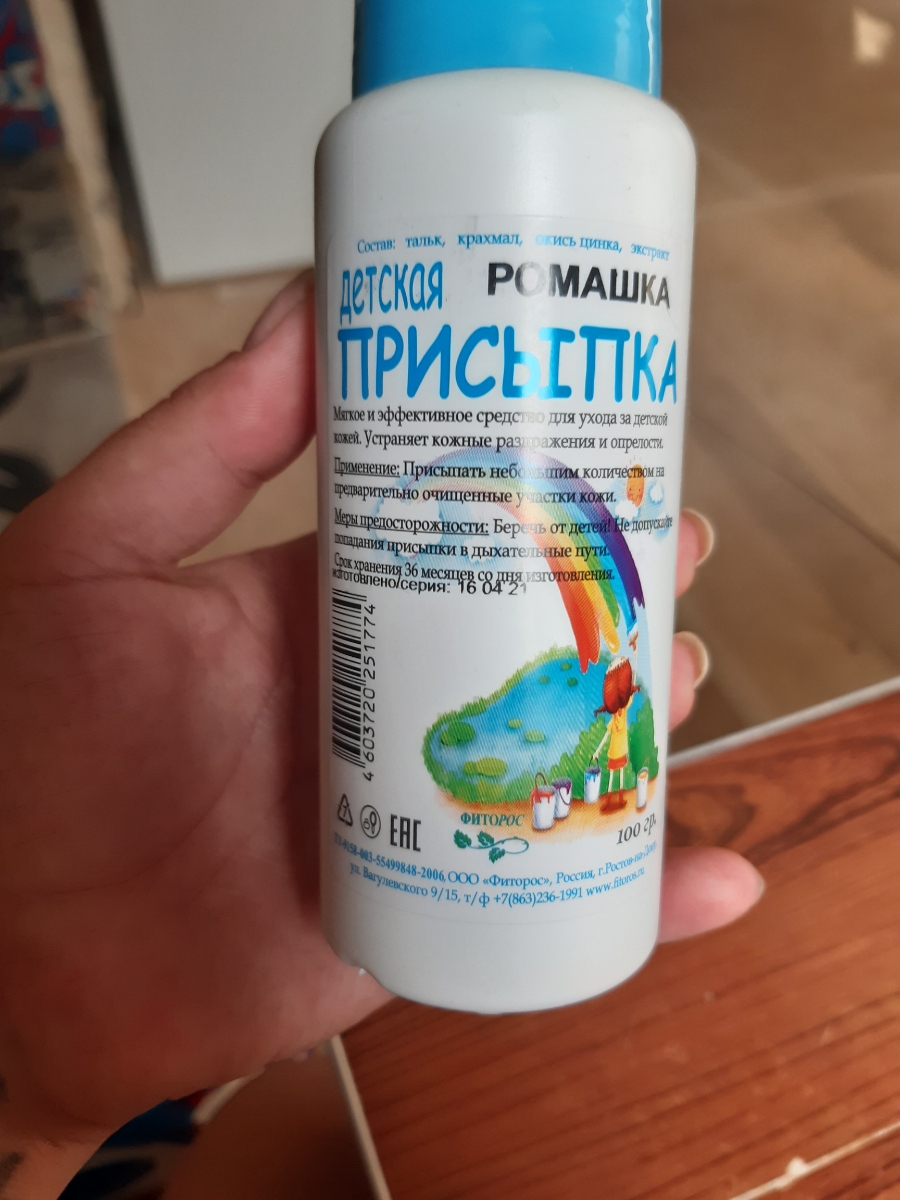 Состав: тальк, крахмал, окись цинка, экстракт
Детская РОМАШКА
ПРИСЫПКА
Мягкое и эффективное средство для ухода за детской
кожей. Устраняет кожные раздражения и опрелости.
Применение: Присыпать небольшим количеством на
предварительно очищенные участки кожи.
Меры предосторожности: Беречь от детей! Не допускайте
попадания присыпки в дыхательные пути.
Срок хранения 36 месяцев со дня изготовления.
изготовлено/серия: 16 04 21
4 603720 251774
ЕАС
ФИТОРОС
100 гр.
55499848-2006, ООО «Фиторос», Россия, г.Ростов-на-Дону
ул. Вагулевского 9/15, т/ф +7(863)236-1991 www.fitoros.ru